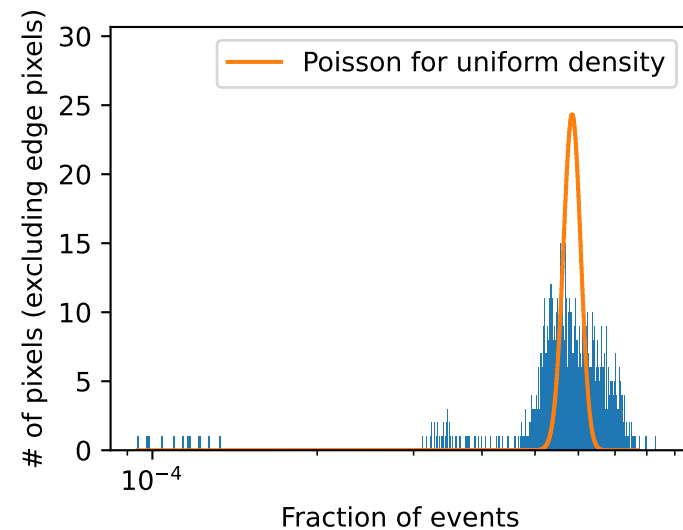 # of pixels (excluding edge pixels)
30
25
20
15
10
5
0
Poisson for uniform density
10⁻⁴
Fraction of events